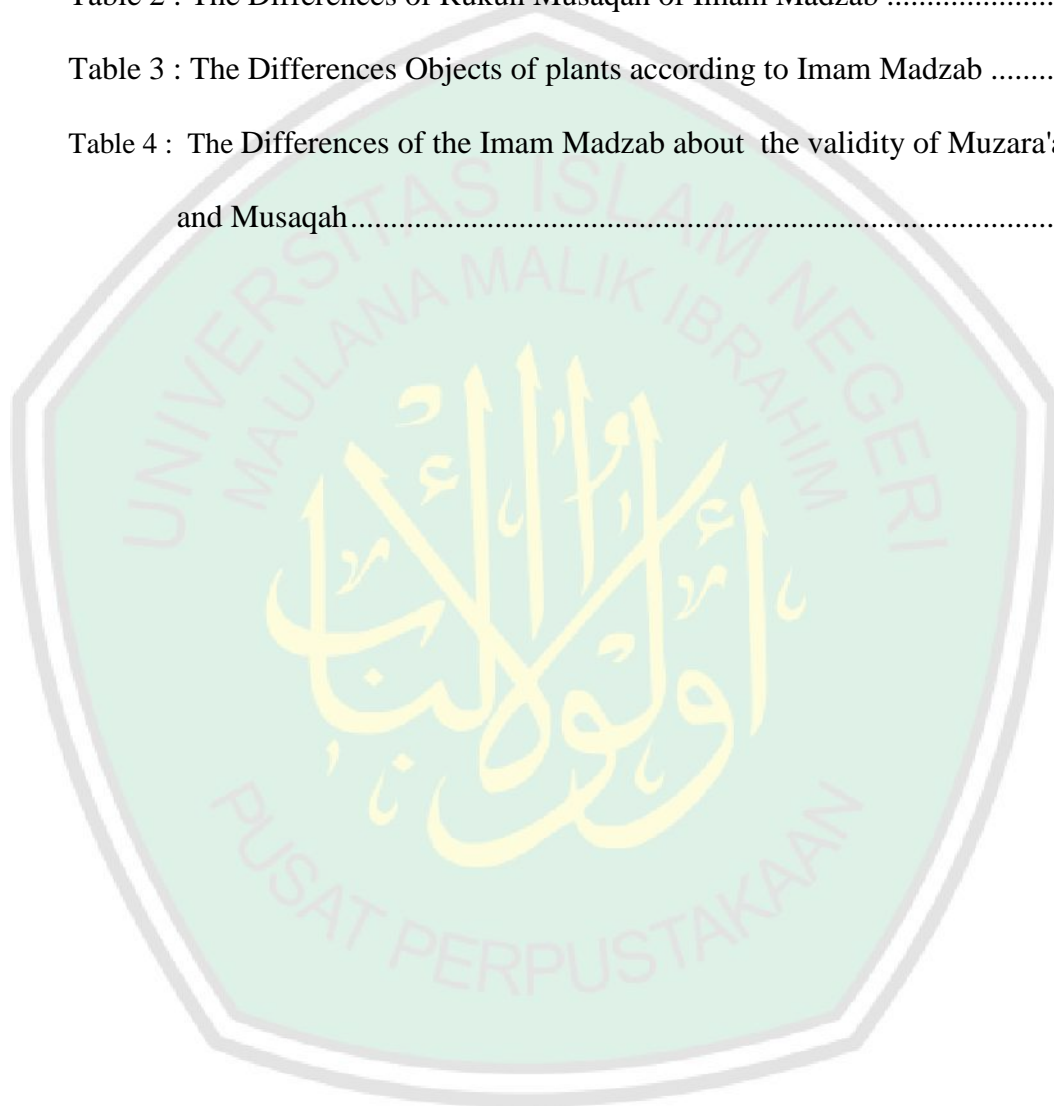 Table 2 : The Differences of Rukun Musaqah of Imam Madzab ....................
Table 3 : The Differences Objects of plants according to Imam Madzab ........
Table 4 : The Differences of the Imam Madzab about the validity of Muzara'a
and Musaqah.....................................................................................
UNIVERSITAS ISLAM NEGERI
MAULANA MALIK IBRAHIM
أولوا الألباب
PUSAT PERPUSTAKAAN